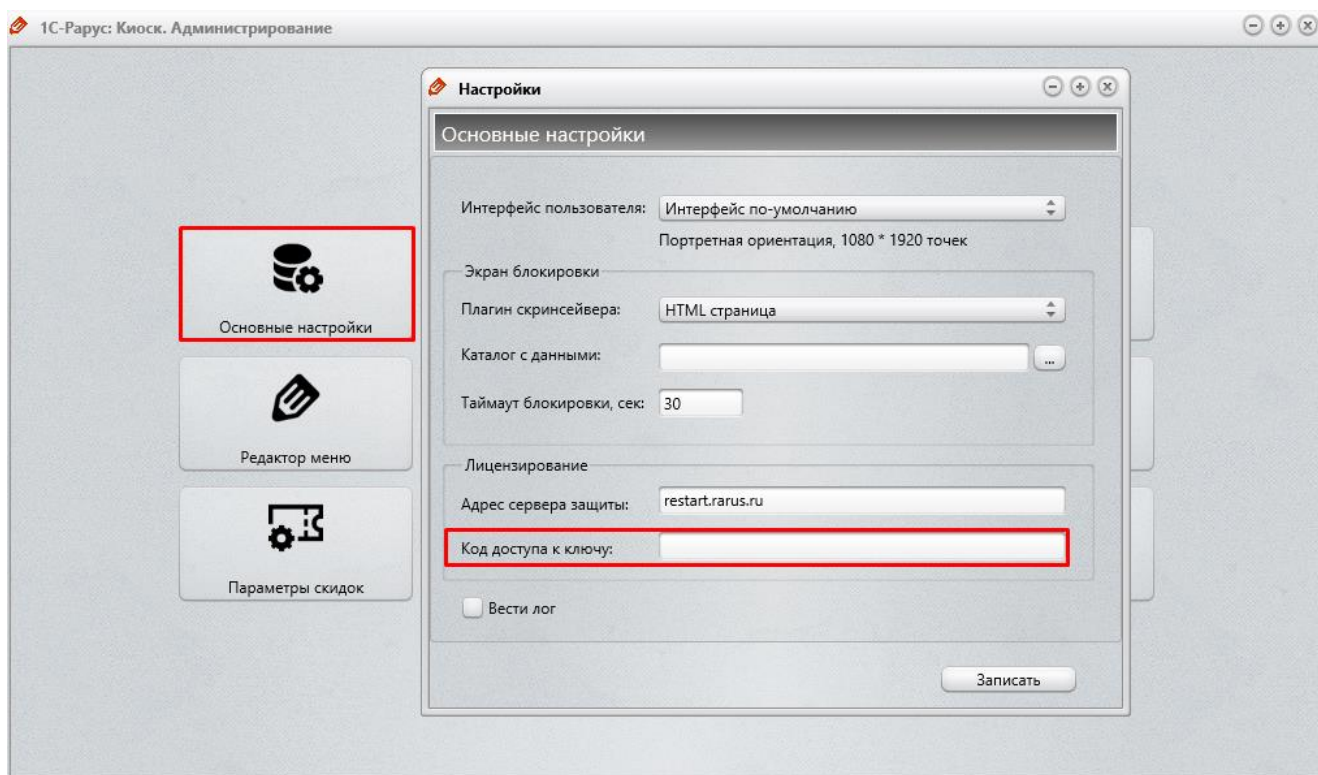 1С-Рарус: Киоск. Администрирование
Настройки
Основные настройки
Интерфейс пользователя: Интерфейс по-умолчанию
Портретная ориентация, 1080 * 1920 точек
Экран блокировки
Плагин скринсейвера: HTML страница
Каталог с данными: ...
Таймаут блокировки, сек: 30
Лицензирование
Адрес сервера защиты: restart.rarus.ru
Код доступа к ключу:
Вести лог
Записать
Основные настройки
Редактор меню
Параметры скидок